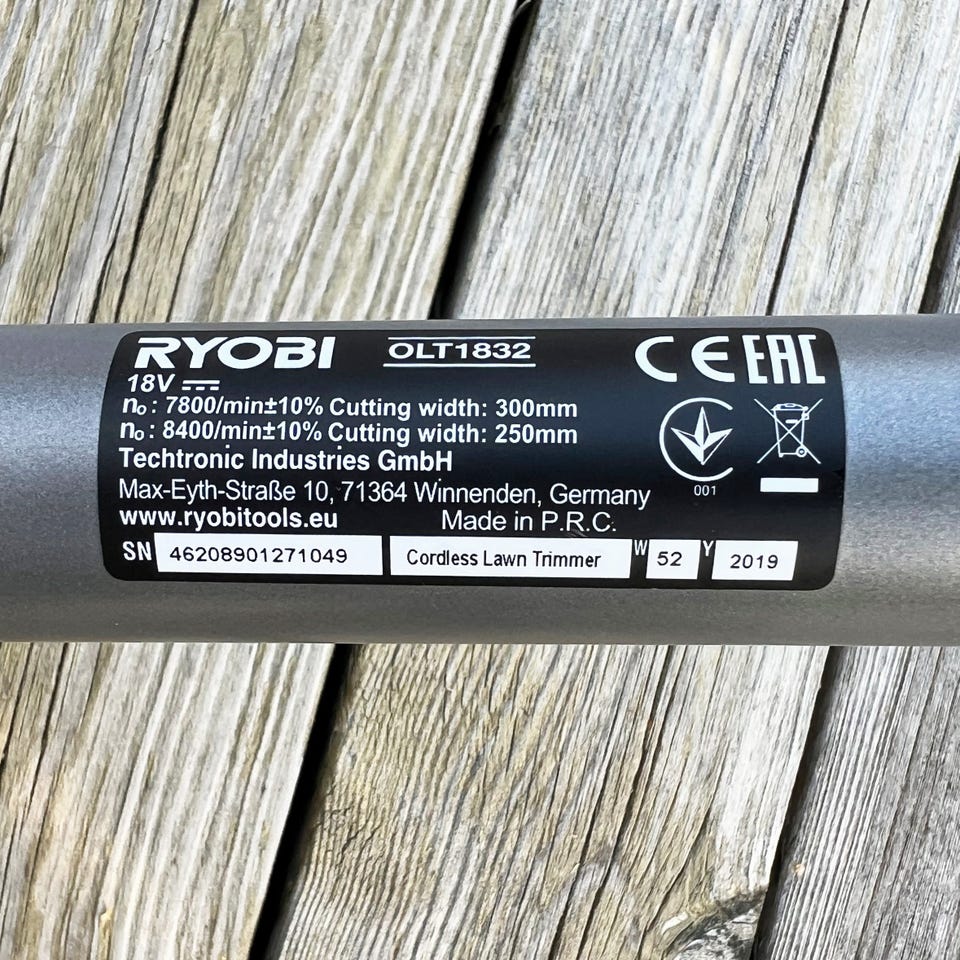 RYOBI OLT1832 CE EAC
18V
n₀ : 7800/min±10% Cutting width: 300mm
n₀ : 8400/min±10% Cutting width: 250mm
Techtronic Industries GmbH
Max-Eyth-Straße 10, 71364 Winnenden, Germany
001
www.ryobitools.eu Made in P.R.C.
SN 46208901271049 Cordless Lawn Trimmer W 52 Y 2019